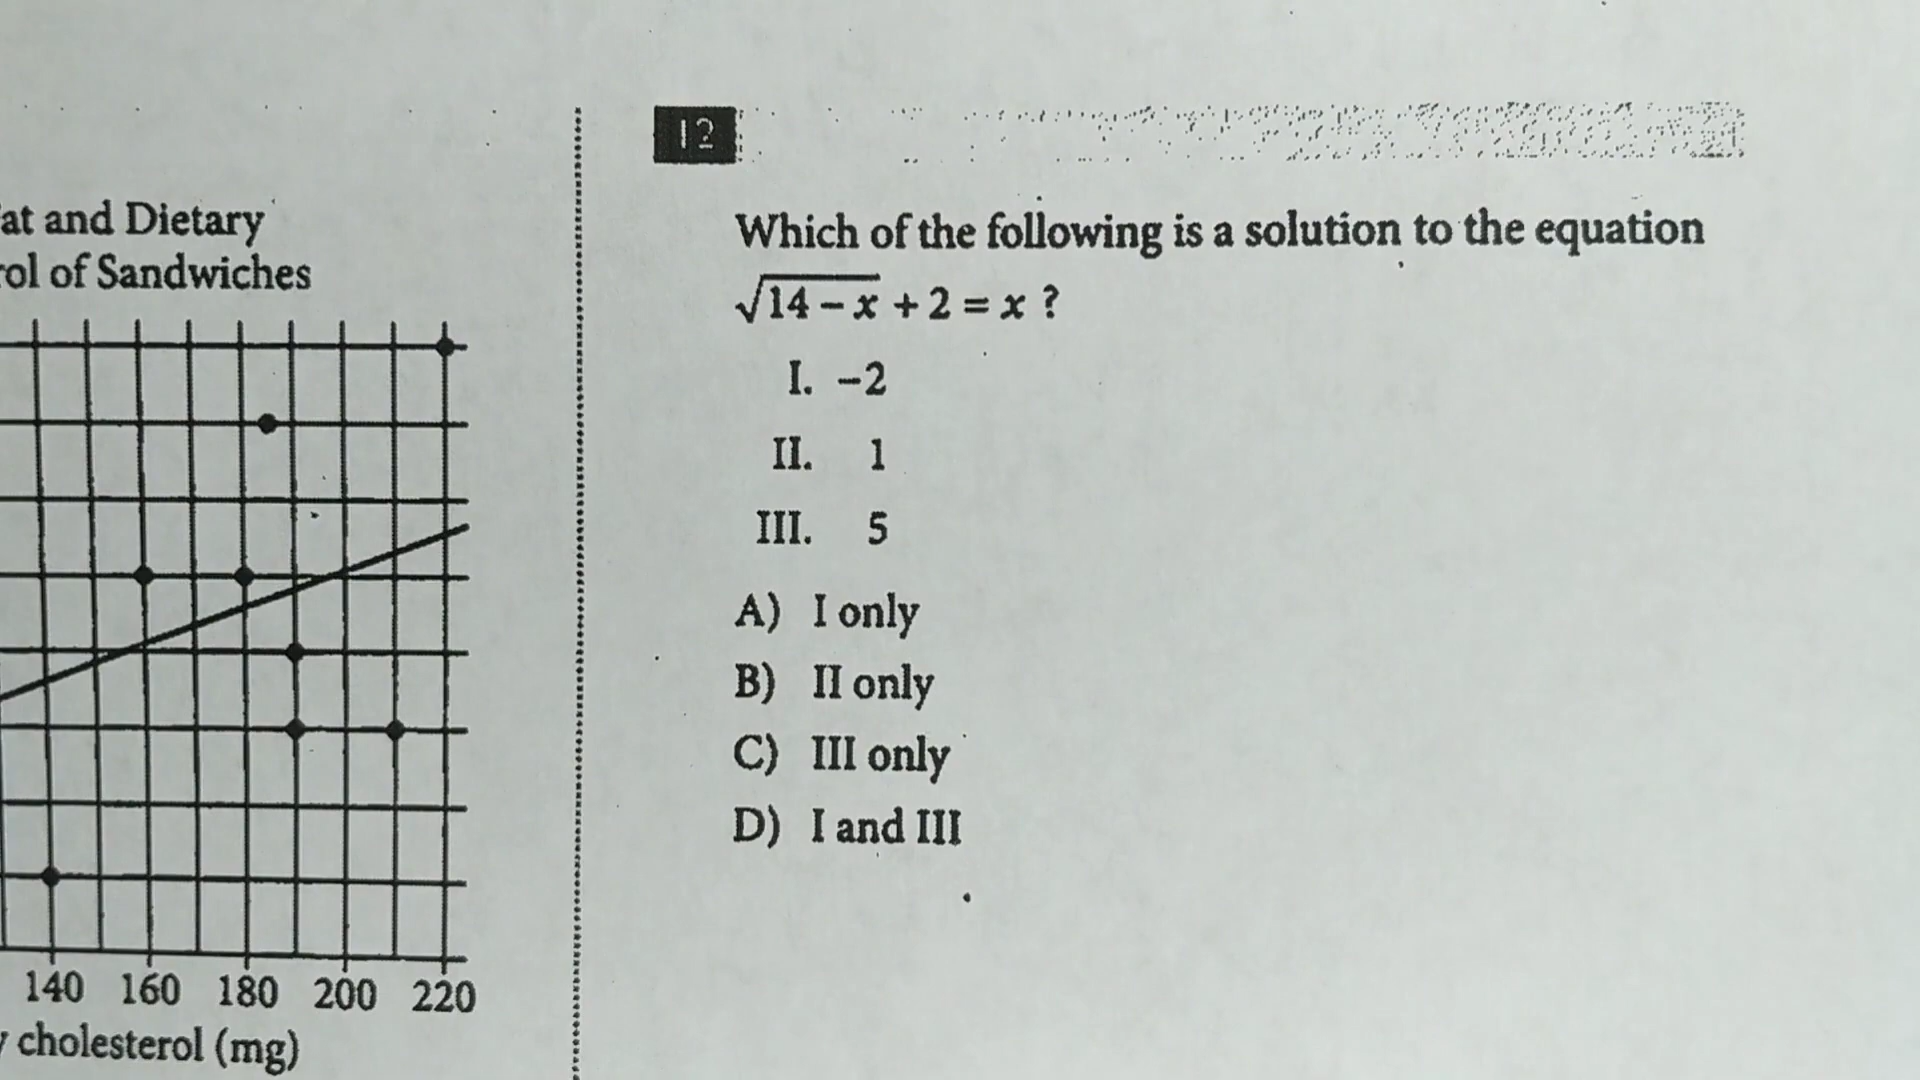 at and Dietary
ol of Sandwiches
140 160 180 200 220
cholesterol (mg)
12
Which of the following is a solution to the equation
√14 – x + 2 = x ?
I. –2
II. 1
III. 5
A) I only
B) II only
C) III only
D) I and III